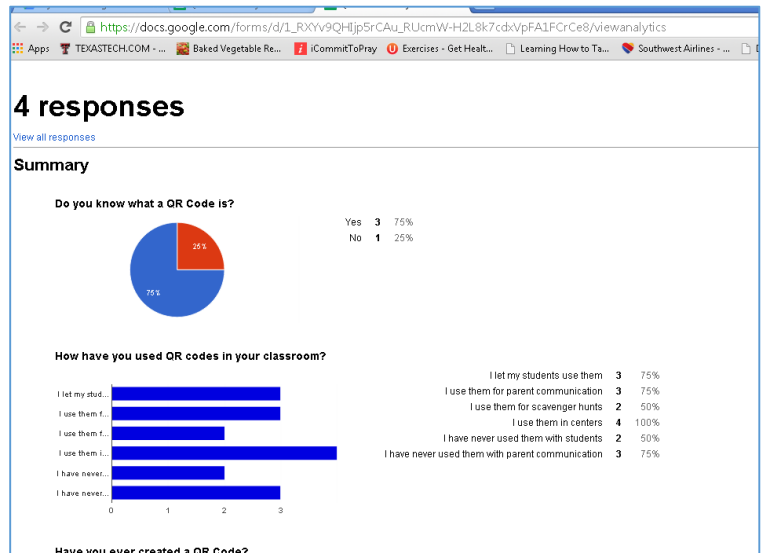 https://docs.google.com/forms/d/1_RXYv9QHIjp5rCAu_RUcmW-H2L8k7cdxVpFA1FCrCe8/viewanalytics
Apps TEXASTECH.COM - ... Baked Vegetable Re... iCommitToPray Exercises - Get Healt... Learning How to Ta... Southwest Airlines - ...
4 responses
View all responses
Summary
Do you know what a QR Code is?
Yes 3 75%
No 1 25%
25%
75%
How have you used QR codes in your classroom?
I let my students use them 3 75%
I use them for parent communication 3 75%
I use them for scavenger hunts 2 50%
I use them in centers 4 100%
I have never used them with students 2 50%
I have never used them with parent communication 3 75%
I let my stud...
I use them f...
I use them f...
I use them i...
I have never...
I have never...
0 1 2 3
Have you ever created a QR Code?